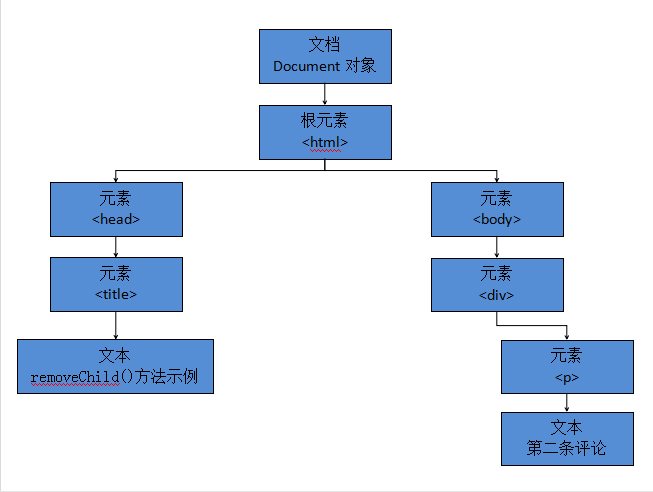 文档
Document 对象
根元素
<html>
元素
<head>
元素
<body>
元素
<title>
元素
<div>
文本
removeChild()方法示例
元素
<p>
文本
第二条评论